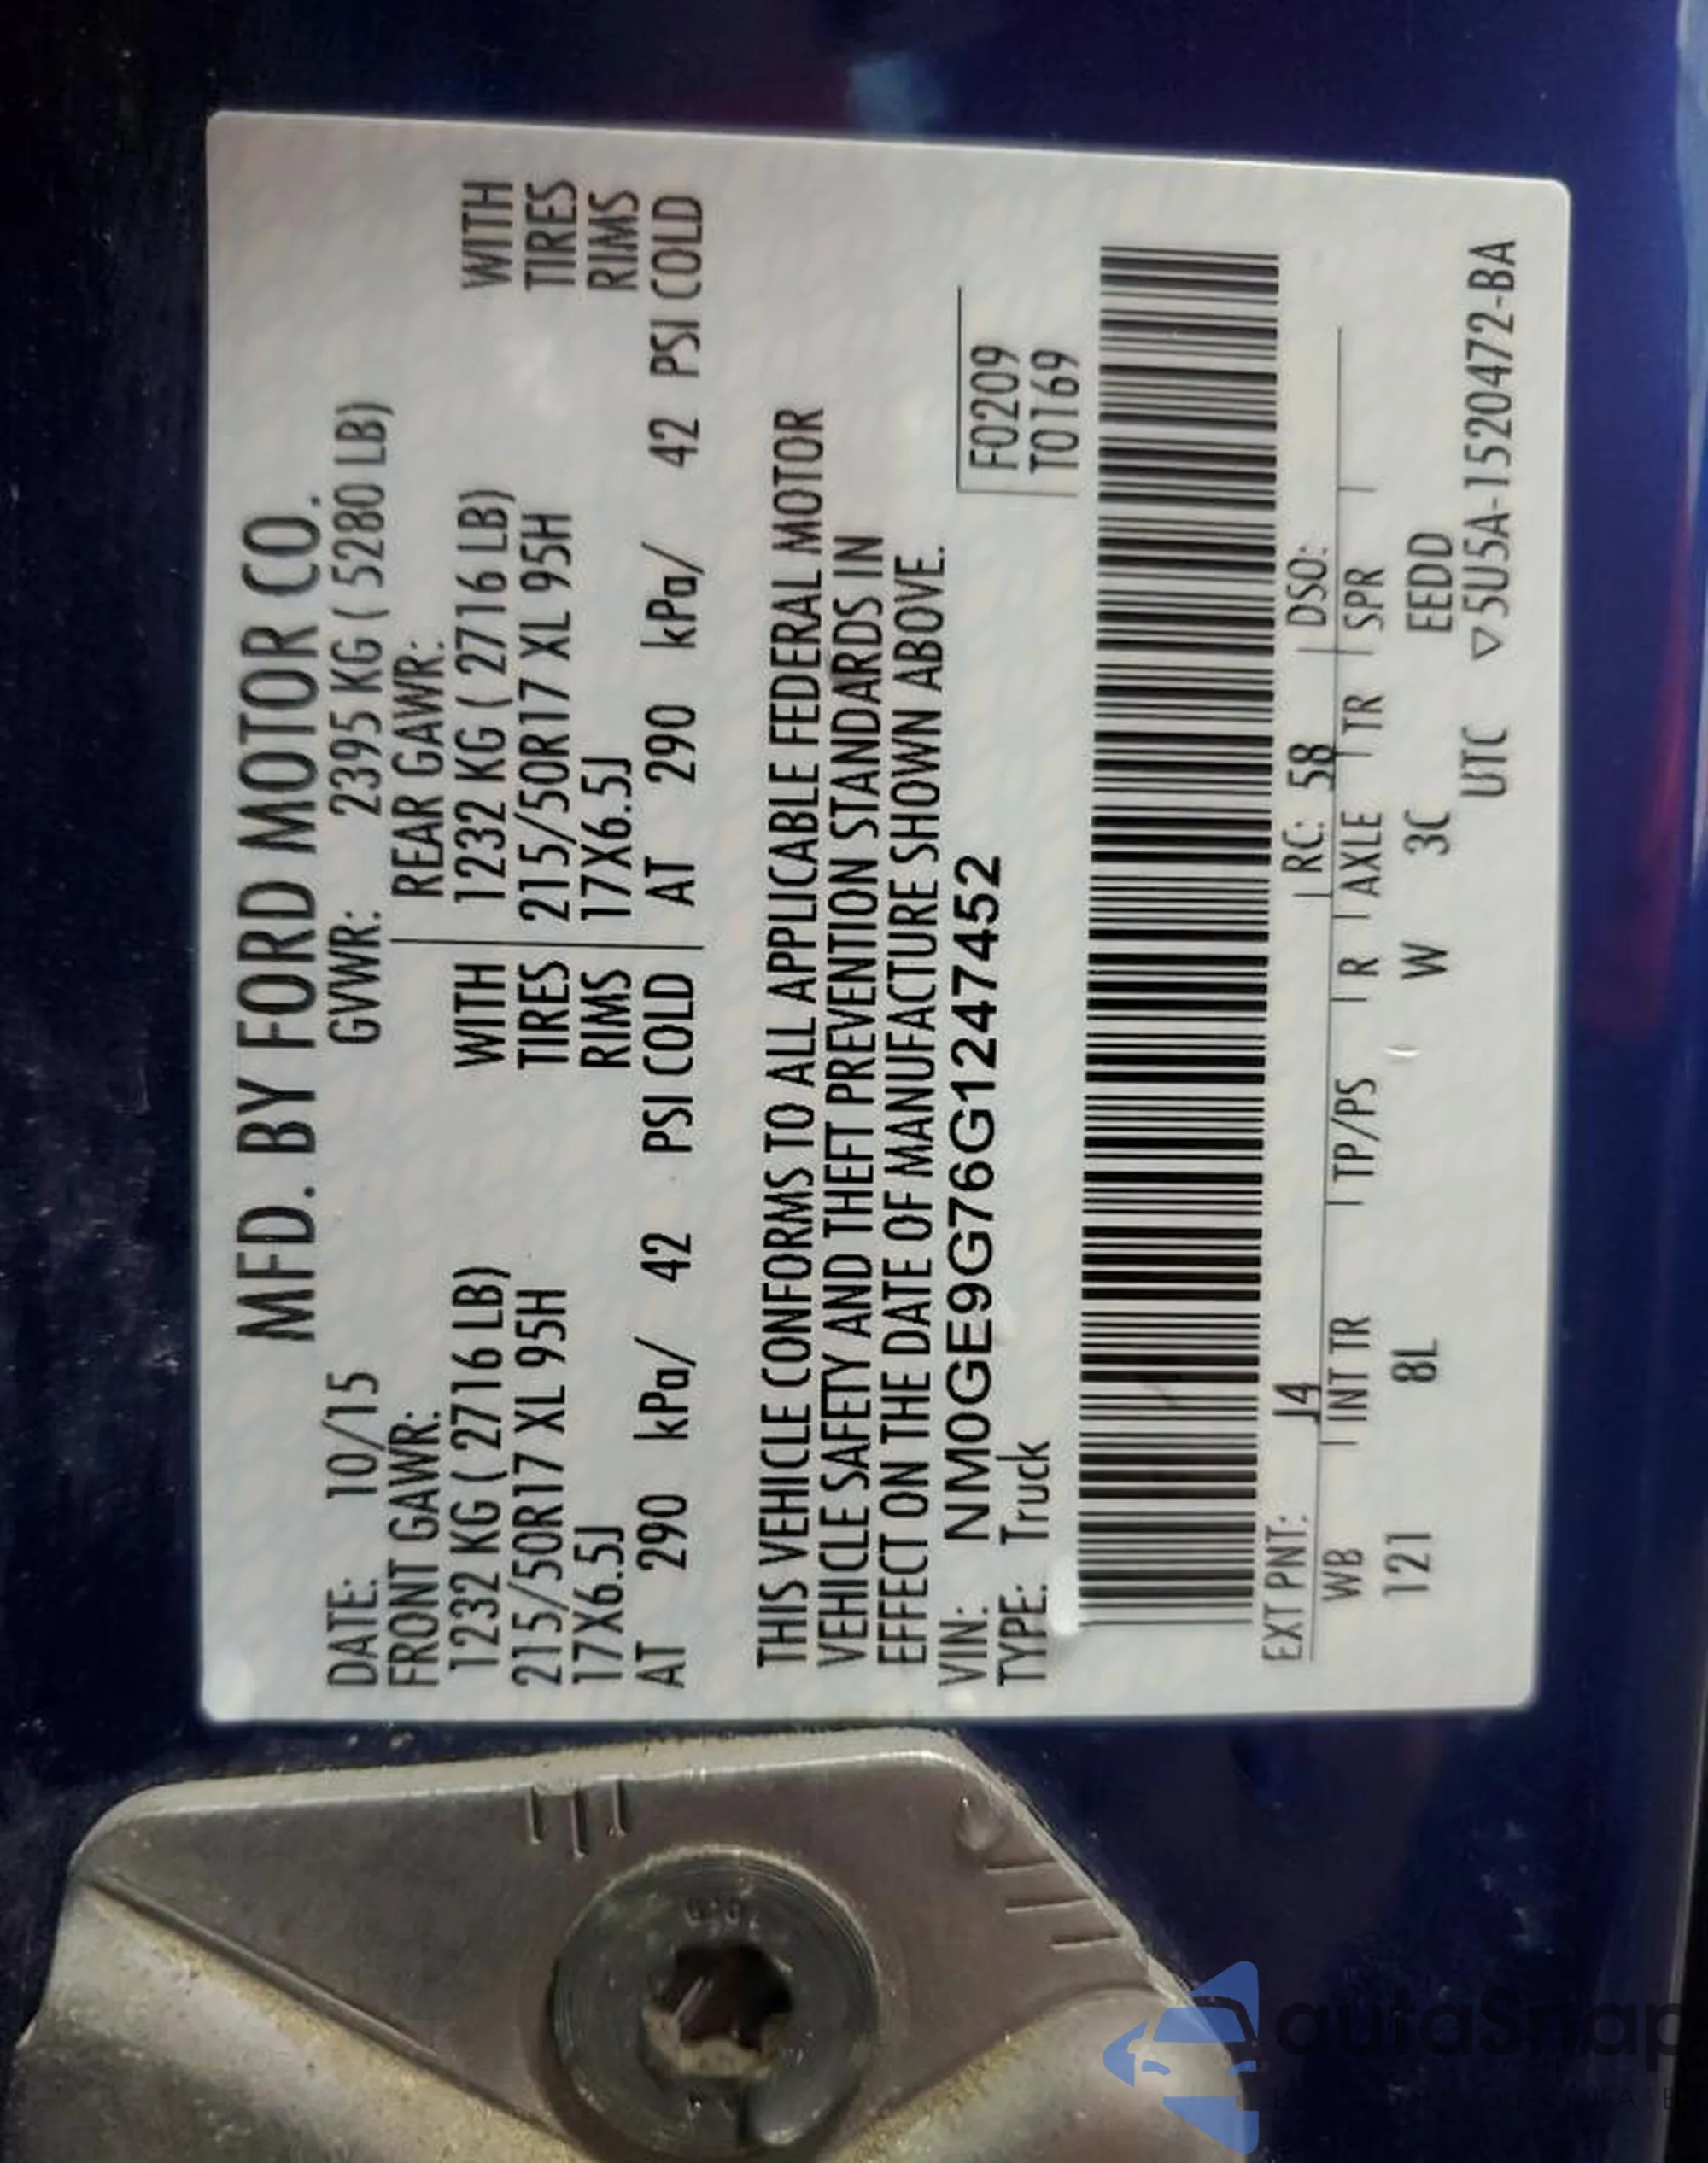 MFD. BY FORD MOTOR CO.
DATE: 10/15 GVWR: 2395 KG ( 5280 LB)
FRONT GAWR: REAR GAWR:
1232 KG ( 2716 LB) WITH 1232 KG ( 2716 LB) WITH
215/50R17 XL 95H TIRES 215/50R17 XL 95H TIRES
17X6.5J RIMS 17X6.5J RIMS
AT 290 kPa/ 42 PSI COLD AT 290 kPa/ 42 PSI COLD
THIS VEHICLE CONFORMS TO ALL APPLICABLE FEDERAL MOTOR
VEHICLE SAFETY AND THEFT PREVENTION STANDARDS IN
EFFECT ON THE DATE OF MANUFACTURE SHOWN ABOVE.
VIN: NM0GE9G76G1247452 F0209
TYPE: Truck T0169
EXT PNT: J4 RC: 58 DSO:
WB INT TR TP/PS R AXLE TR SPR
121 8L W 3C EEDD
UTC ▽5U5A-1520472-BA
autaSnap